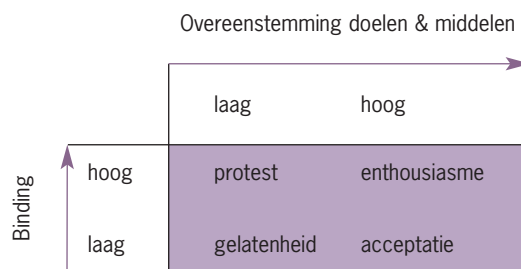 Overeenstemming doelen & middelen
laag hoog
Binding
hoog protest enthousiasme
laag gelatenheid acceptatie